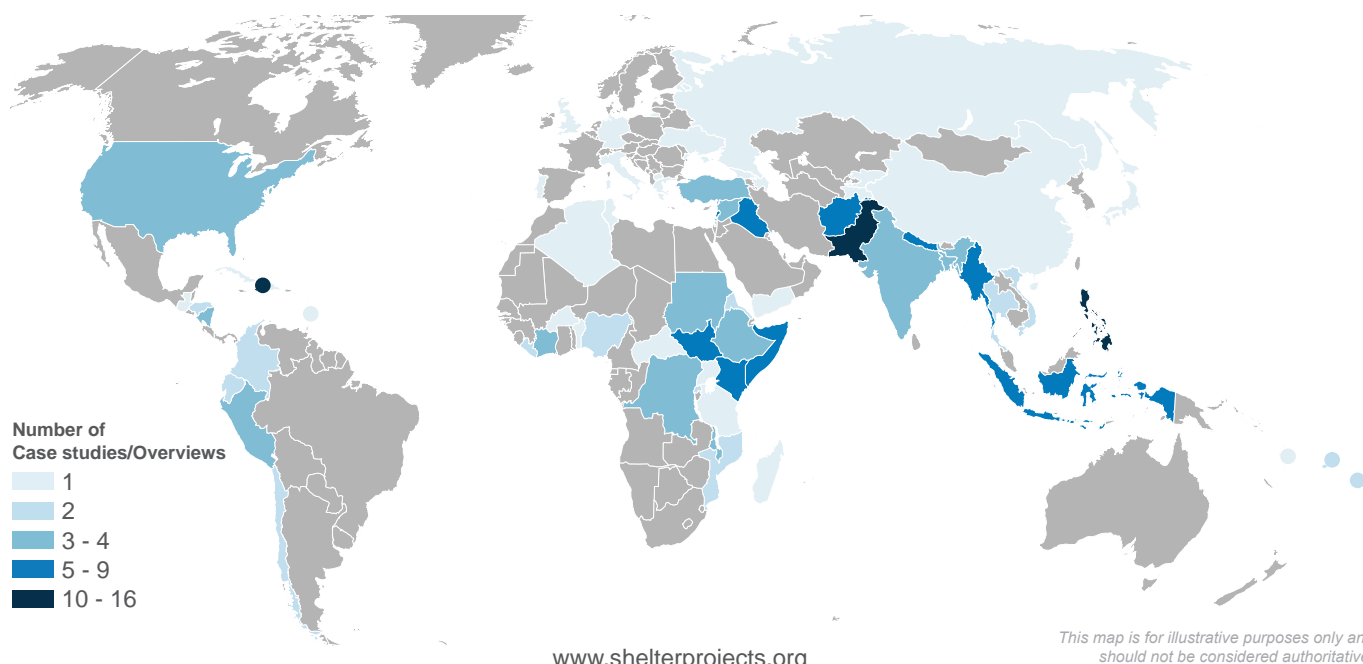 Number of
Case studies/Overviews
1
2
3 - 4
5 - 9
10 - 16
www.shelterprojects.org
This map is for illustrative purposes only an
should not be considered authoritative